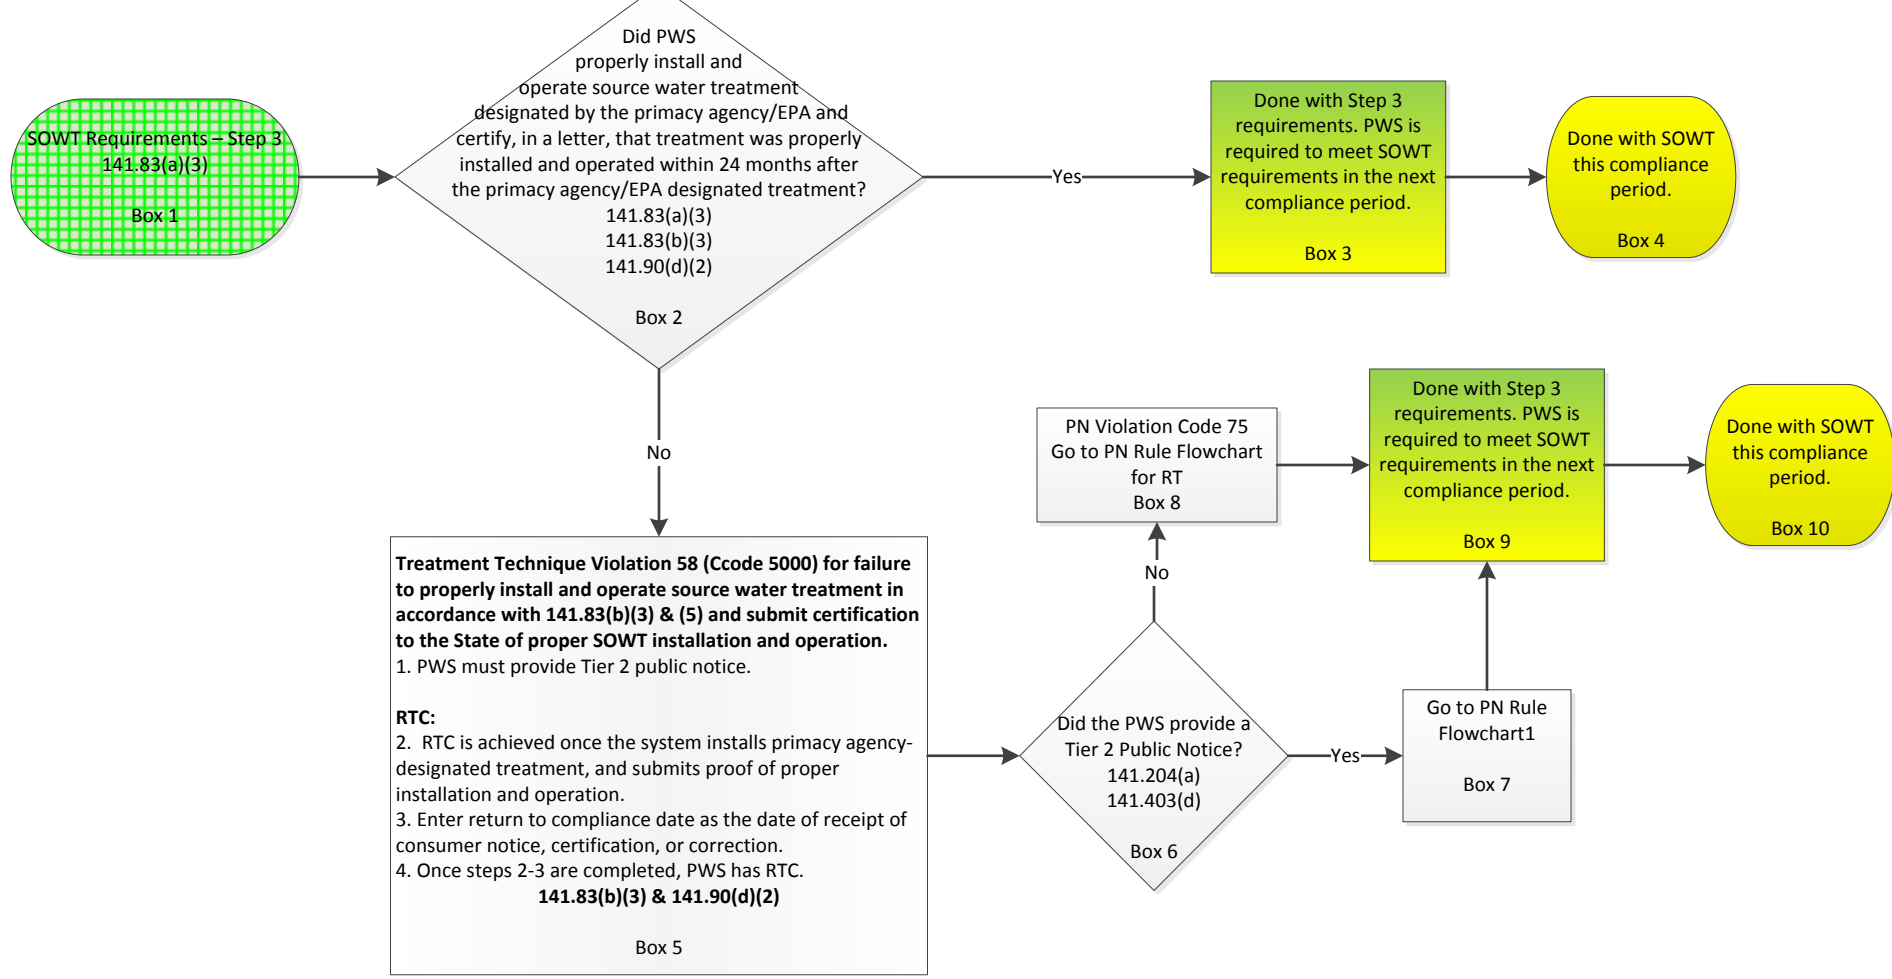 SOWT Requirements – Step 3
141.83(a)(3)
Box 1
Did PWS
properly install and
operate source water treatment
designated by the primacy agency/EPA and
certify, in a letter, that treatment was properly
installed and operated within 24 months after
the primacy agency/EPA designated treatment?
141.83(a)(3)
141.83(b)(3)
141.90(d)(2)
Box 2
Yes
Done with Step 3
requirements. PWS is
required to meet SOWT
requirements in the next
compliance period.
Box 3
Done with SOWT
this compliance
period.
Box 4
No
Treatment Technique Violation 58 (Ccode 5000) for failure
to properly install and operate source water treatment in
accordance with 141.83(b)(3) & (5) and submit certification
to the State of proper SOWT installation and operation.
1. PWS must provide Tier 2 public notice.
RTC:
2. RTC is achieved once the system installs primacy agency-
designated treatment, and submits proof of proper
installation and operation.
3. Enter return to compliance date as the date of receipt of
consumer notice, certification, or correction.
4. Once steps 2-3 are completed, PWS has RTC.
141.83(b)(3) & 141.90(d)(2)
Box 5
Did the PWS provide a
Tier 2 Public Notice?
141.204(a)
141.403(d)
Box 6
Yes
Go to PN Rule
Flowchart1
Box 7
No
PN Violation Code 75
Go to PN Rule Flowchart
for RT
Box 8
Done with Step 3
requirements. PWS is
required to meet SOWT
requirements in the next
compliance period.
Box 9
Done with SOWT
this compliance
period.
Box 10